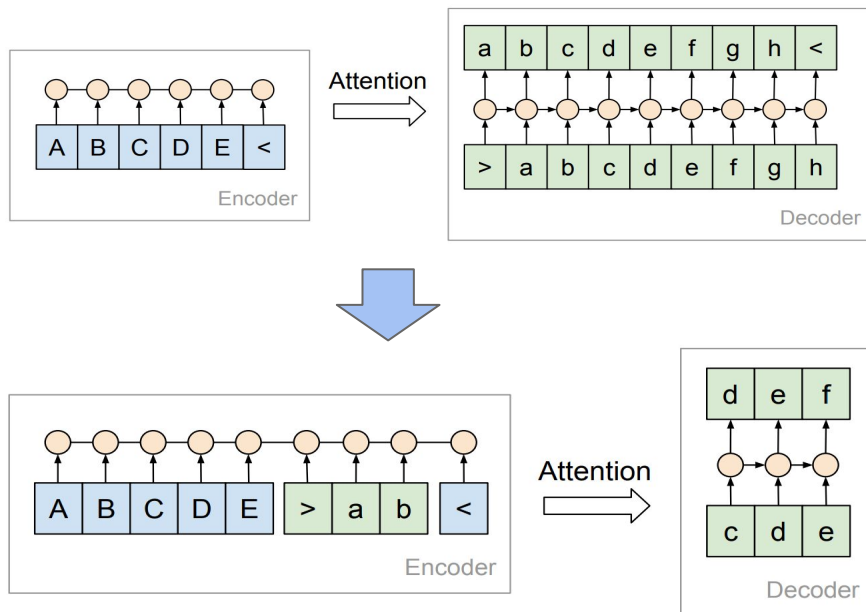 a b c d e f g h <
Attention
A B C D E <
Encoder
> a b c d e f g h
Decoder
d e f
Attention
A B C D E > a b <
c d e
Encoder
Decoder